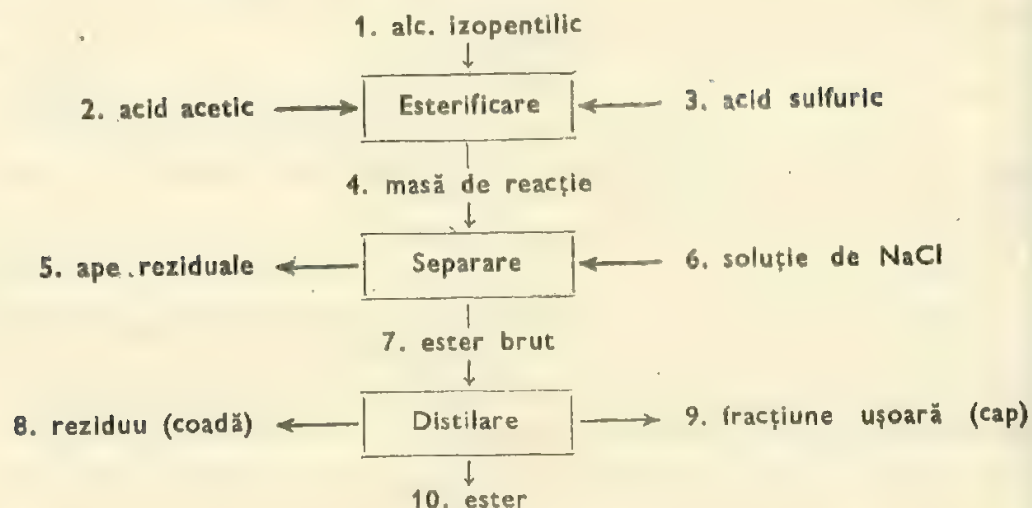 1. alc. izopentilic
2. acid acetic
Esterificare
3. acid sulfuric
4. masă de reacție
5. ape reziduale
Separare
6. soluție de NaCl
7. ester brut
8. reziduu (coadă)
Distilare
9. fracțiune ușoară (cap)
10. ester